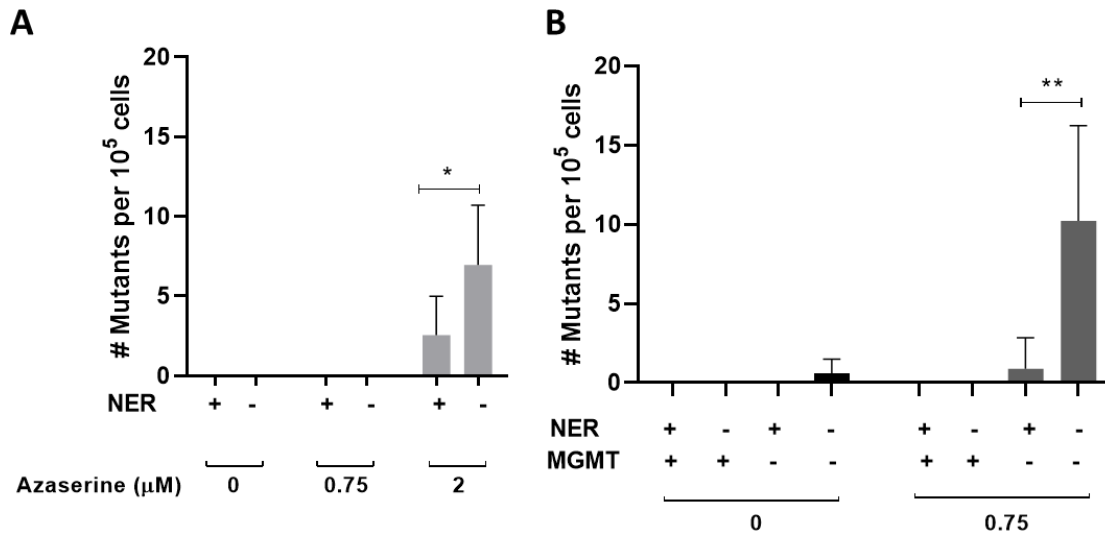 A
# Mutants per 10⁵ cells
20
15
10
5
0
*
NER + - + - + -
Azaserine (μM) 0 0.75 2
B
# Mutants per 10⁵ cells
20
15
10
5
0
**
NER + - + - + - + -
MGMT + + - - + + - -
0 0.75